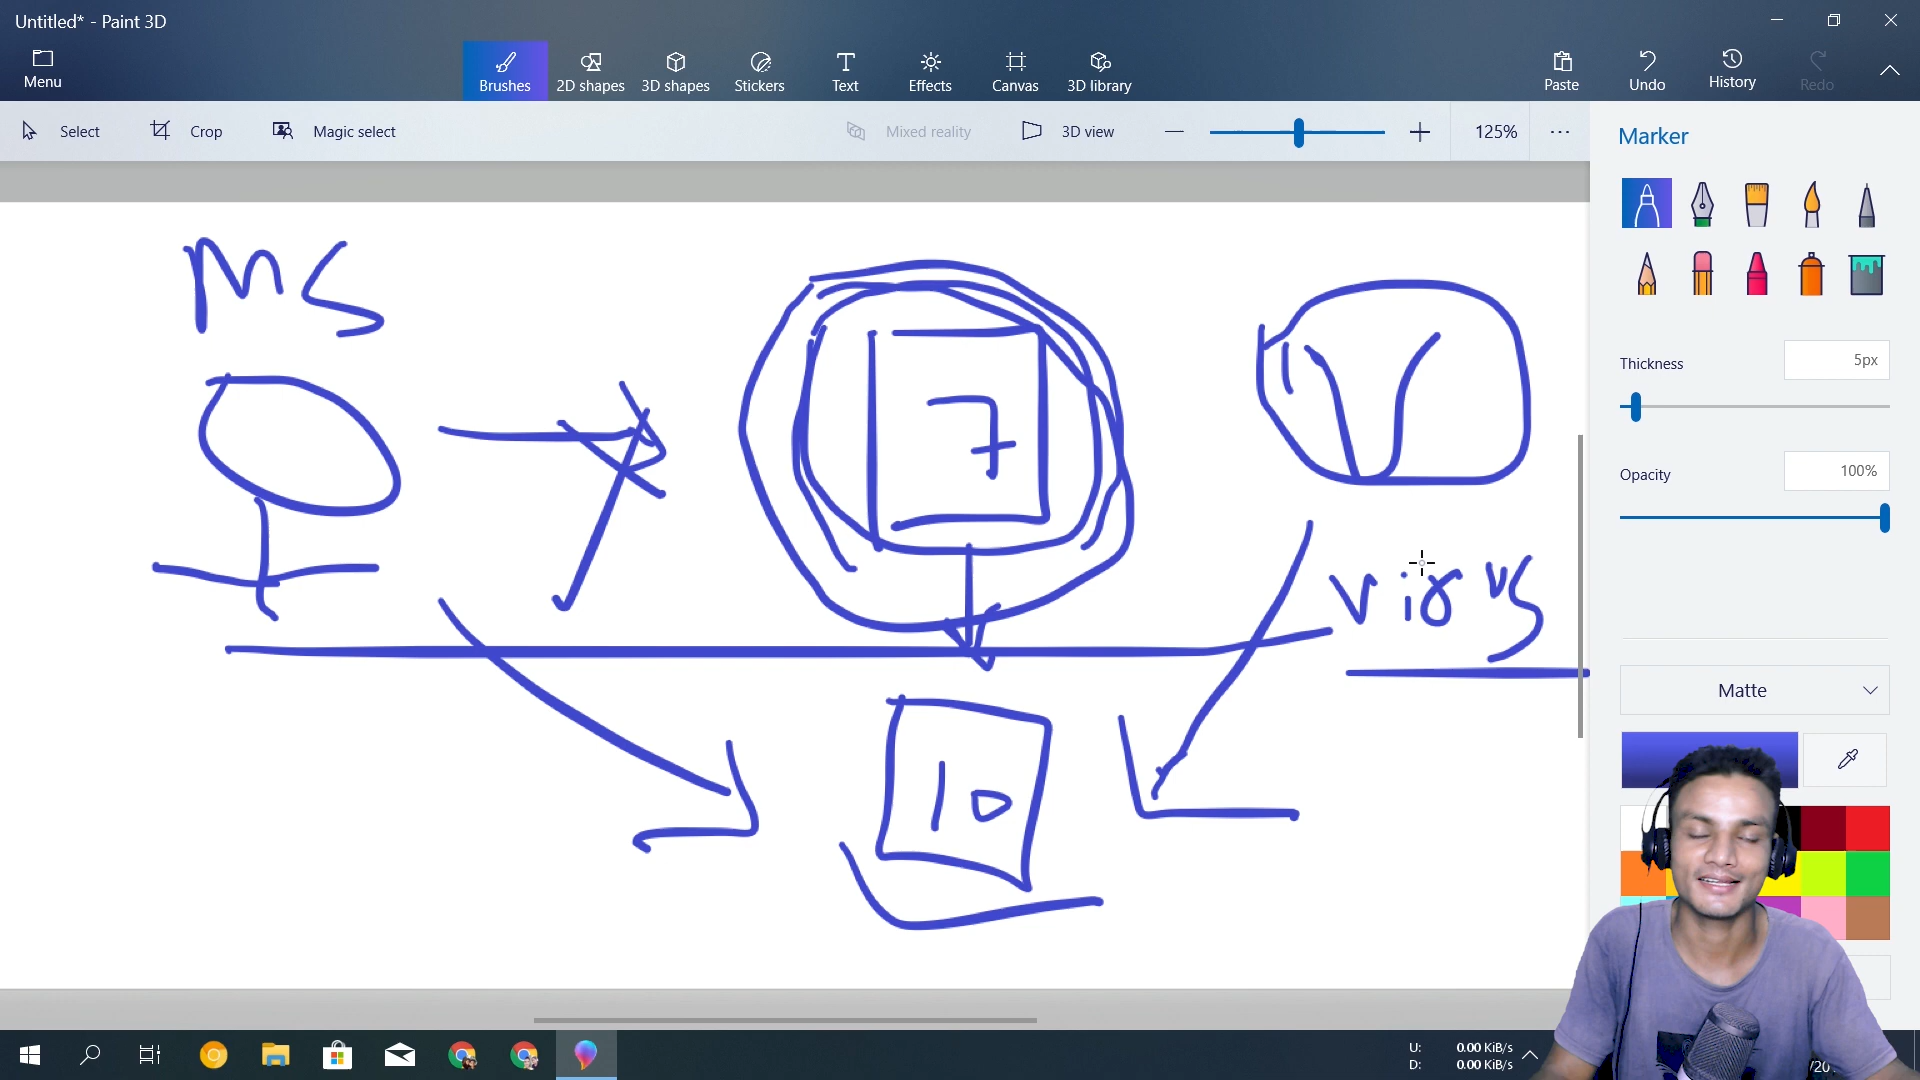 Untitled* - Paint 3D
Menu
Brushes
2D shapes
3D shapes
Stickers
Text
Effects
Canvas
3D library
Paste
Undo
History
Redo
Select
Crop
Magic select
Mixed reality
3D view
125%
Marker
Thickness
5px
Opacity
100%
Matte
MS
7
V
virus
10
U: 0.00 KiB/s
D: 0.00 KiB/s